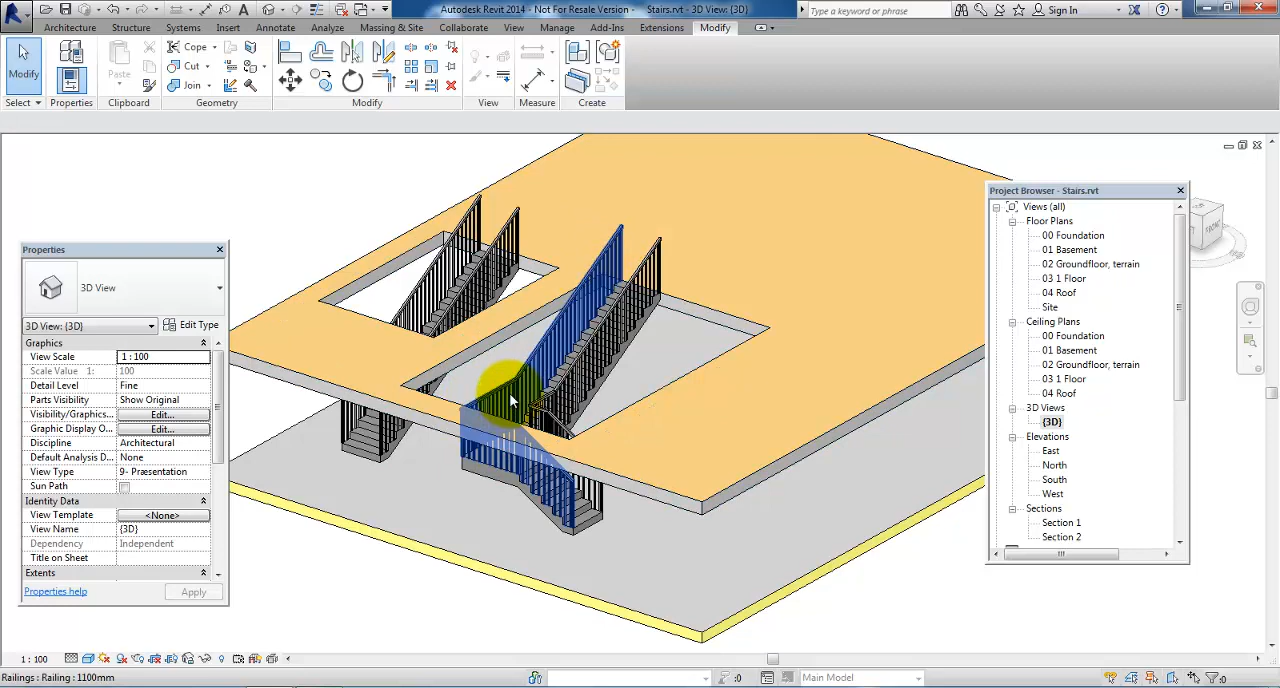 Autodesk Revit 2014 - Not For Resale Version - Stairs.rvt - 3D View: {3D}
Type a keyword or phrase
Sign In
Architecture Structure Systems Insert Annotate Analyze Massing & Site Collaborate View Manage Add-Ins Extensions Modify
Modify
Paste
Cope
Cut
Join
Select Properties Clipboard Geometry Modify View Measure Create
Properties
3D View
3D View: {3D} Edit Type
Graphics
View Scale 1 : 100
Scale Value 1: 100
Detail Level Fine
Parts Visibility Show Original
Visibility/Graphics... Edit...
Graphic Display O... Edit...
Discipline Architectural
Default Analysis D... None
View Type 9- Præsentation
Sun Path
Identity Data
View Template <None>
View Name {3D}
Dependency Independent
Title on Sheet
Extents
Properties help Apply
Project Browser - Stairs.rvt
Views (all)
Floor Plans
00 Foundation
01 Basement
02 Groundfloor, terrain
03 1 Floor
04 Roof
Site
Ceiling Plans
00 Foundation
01 Basement
02 Groundfloor, terrain
03 1 Floor
04 Roof
3D Views
{3D}
Elevations
East
North
South
West
Sections
Section 1
Section 2
1 : 100
Railings : Railing : 1100mm
:0
Main Model
:0